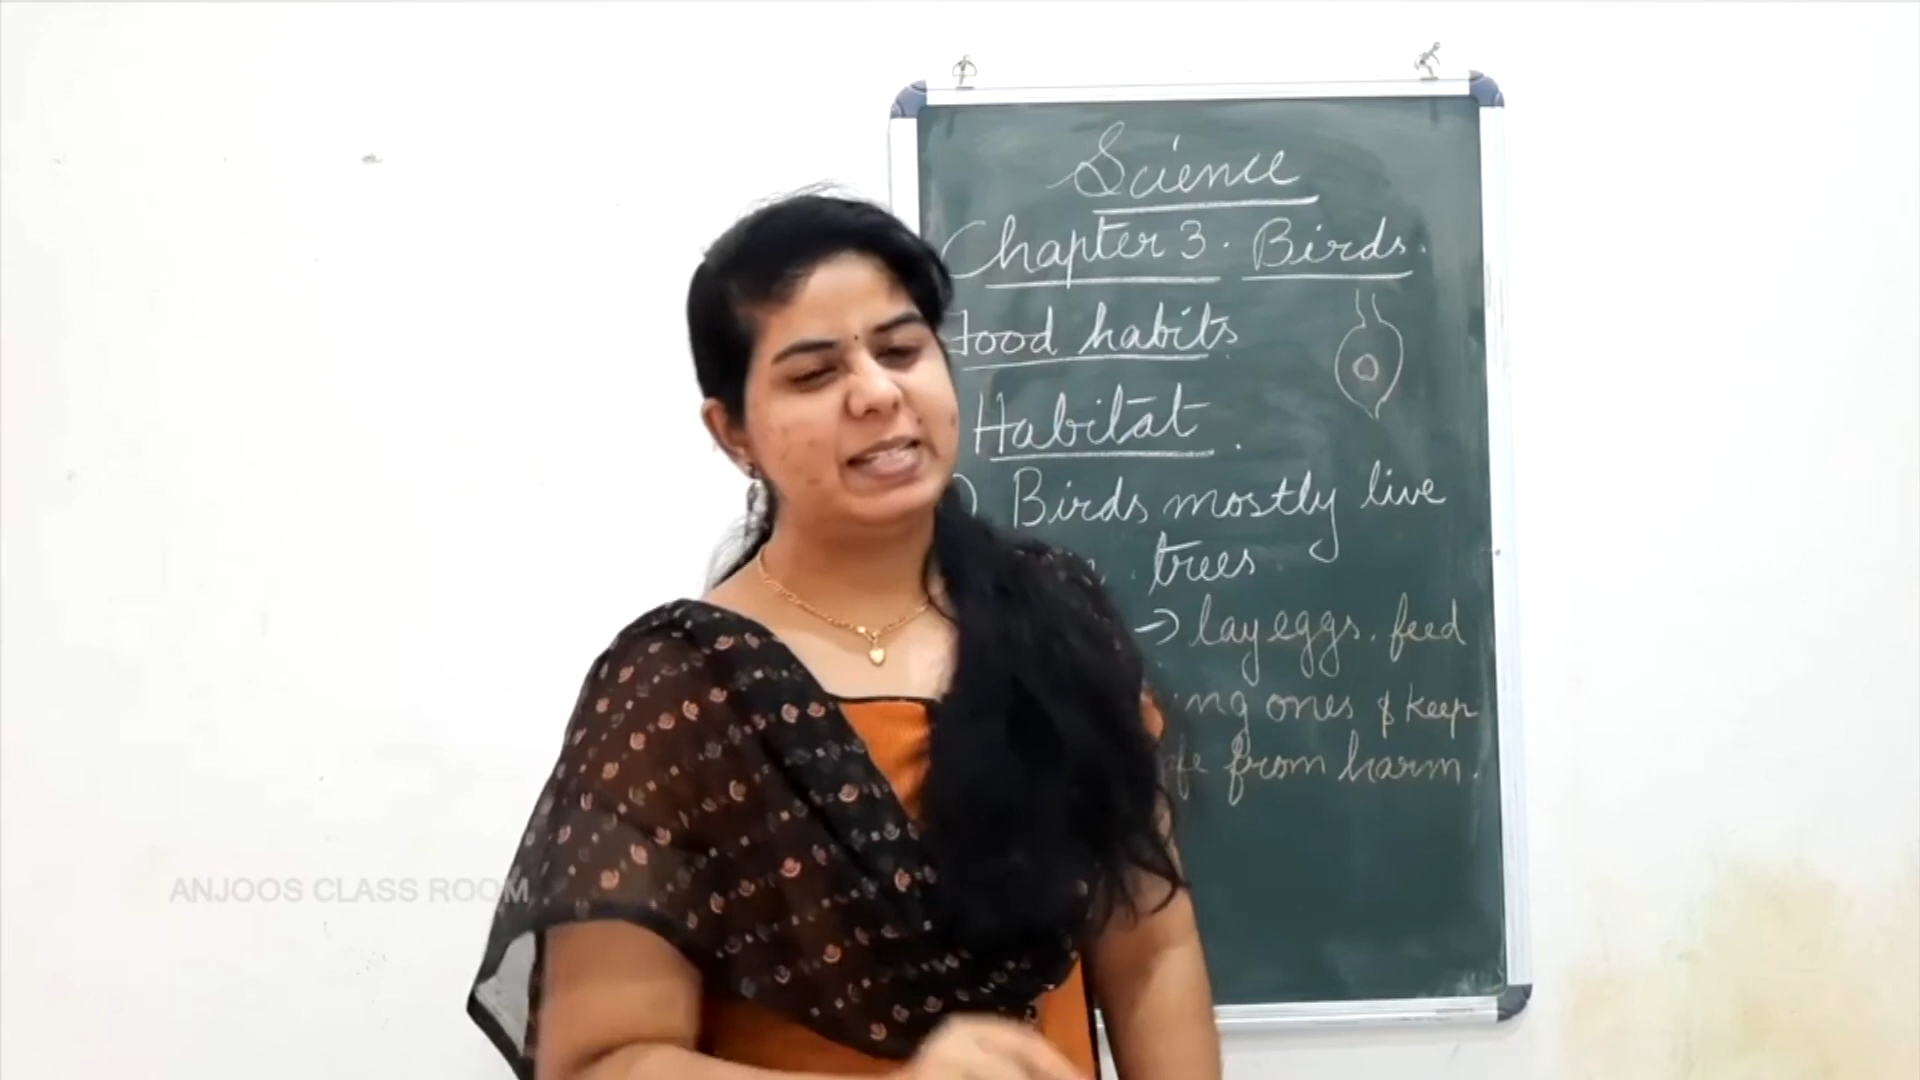 Science
Chapter 3. Birds.
Food habits
Habitat.
Birds mostly live
trees
→ lay eggs. feed
ones & keep
from harm.
ANJOOS CLASS ROOM